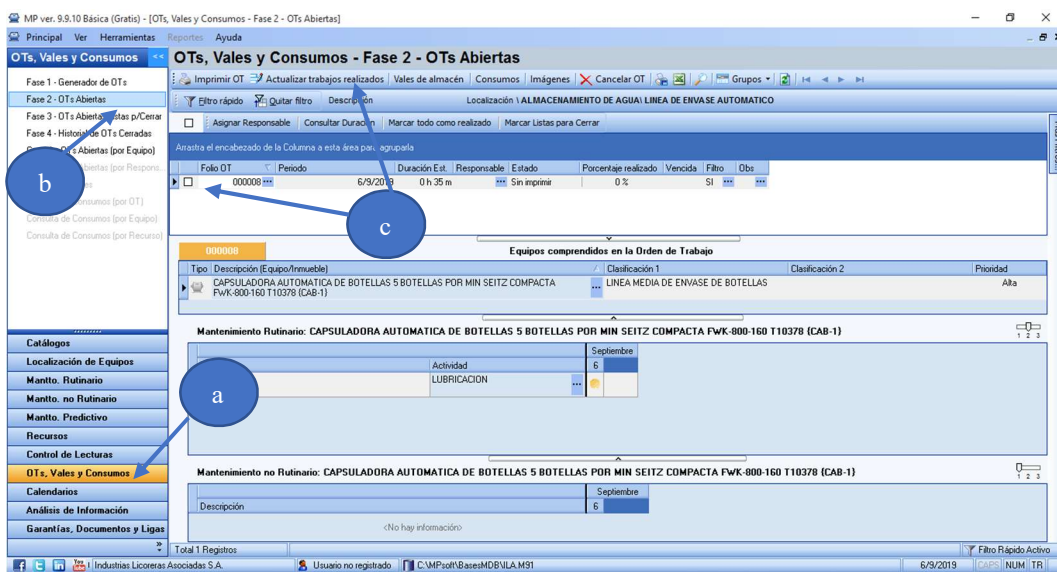 MP ver. 9.9.10 Básica (Gratis) - [OTs, Vales y Consumos - Fase 2 - OTs Abiertas]
Principal Ver Herramientas Reportes Ayuda
OTs, Vales y Consumos <<
OTs, Vales y Consumos - Fase 2 - OTs Abiertas
Imprimir OT Actualizar trabajos realizados Vales de almacén Consumos Imágenes Cancelar OT Grupos
Filtro rápido Quitar filtro Descripción Localización \ ALMACENAMIENTO DE AGUA\ LINEA DE ENVASE AUTOMATICO
Asignar Responsable Consultar Duración Marcar todo como realizado Marcar Listas para Cerrar
Arrastra el encabezado de la Columna a esta área para agruparla
Folio OT Periodo Duración Est. Responsable Estado Porcentaje realizado Vencida Filtro Obs
000008 6/9/2019 0 h 35 m Sin imprimir 0 % SI
Fase 1 - Generador de OTs
Fase 2 - OTs Abiertas
Fase 3 - OTs Abiertas listas p/Cerrar
Fase 4 - Historial de OTs Cerradas
OTs Abiertas (por Equipo)
Abiertas (por Respons...
Consumos (por OT)
Consulta de Consumos (por Equipo)
Consulta de Consumos (por Recurso)
b
c
a
000008 Equipos comprendidos en la Orden de Trabajo
Tipo Descripción (Equipo/Inmueble) Clasificación 1 Clasificación 2 Prioridad
CAPSULADORA AUTOMATICA DE BOTELLAS 5 BOTELLAS POR MIN SEITZ COMPACTA LINEA MEDIA DE ENVASE DE BOTELLAS Alta
FWK-800-160 T10378 {CAB-1}
Mantenimiento Rutinario: CAPSULADORA AUTOMATICA DE BOTELLAS 5 BOTELLAS POR MIN SEITZ COMPACTA FWK-800-160 T10378 {CAB-1}
1 2 3
Septiembre
Actividad 6
LUBRICACION
Mantenimiento no Rutinario: CAPSULADORA AUTOMATICA DE BOTELLAS 5 BOTELLAS POR MIN SEITZ COMPACTA FWK-800-160 T10378 {CAB-1}
1 2 3
Septiembre
Descripción 6
<No hay información>
Catálogos
Localización de Equipos
Mantto. Rutinario
Mantto. no Rutinario
Mantto. Predictivo
Recursos
Control de Lecturas
OTs, Vales y Consumos
Calendarios
Análisis de Información
Garantías, Documentos y Ligas
Total 1 Registros Filtro Rápido Activo
Industrias Licoreras Asociadas S.A. Usuario no registrado C:\MPsoft\BasesMDB\ILA.M91 6/9/2019 CAPS NUM TR